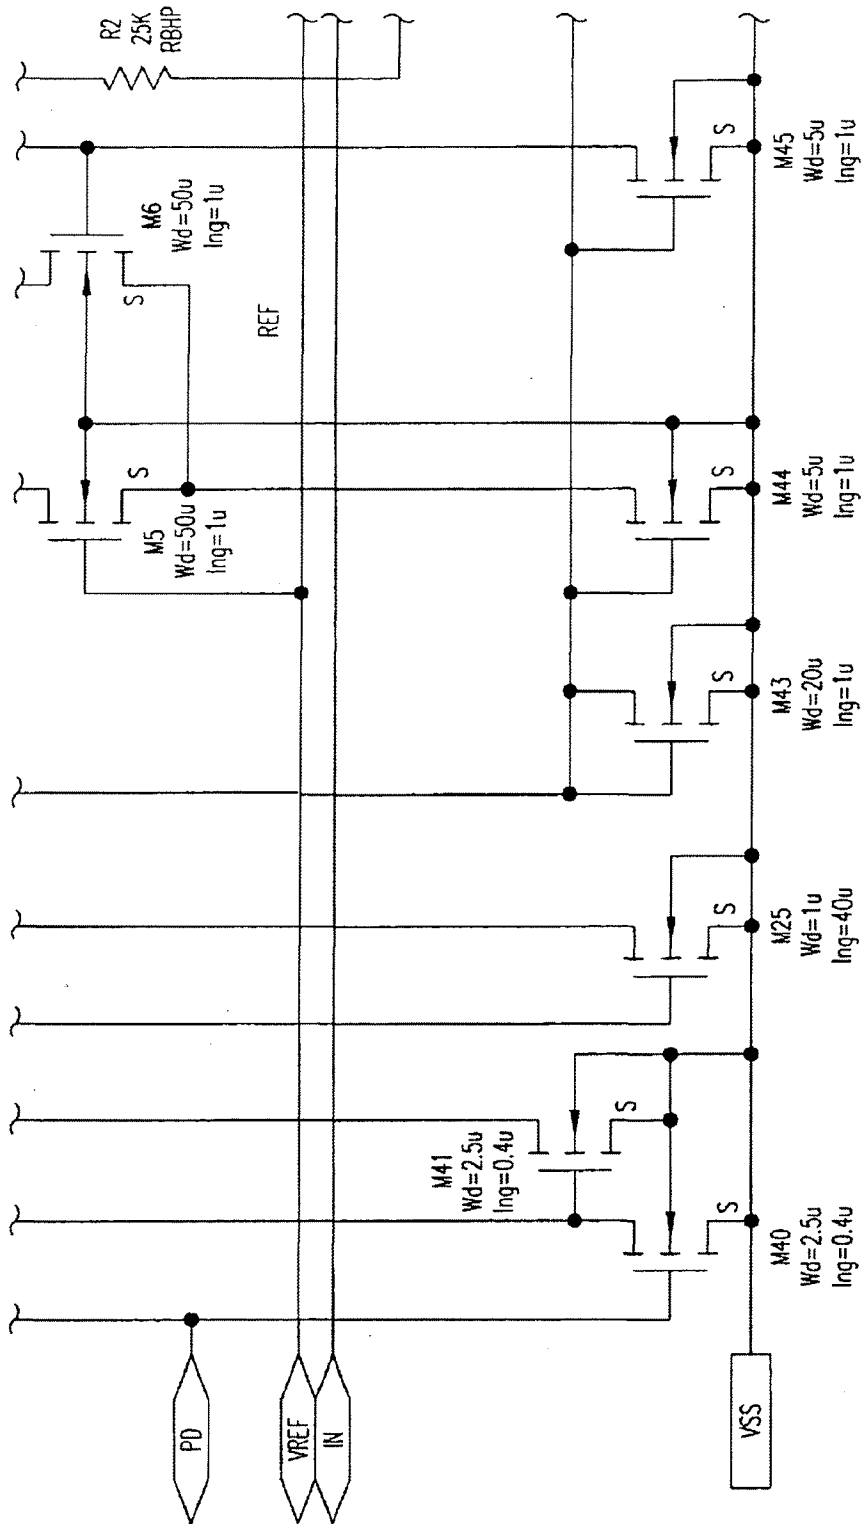 R2
25K
RBHP
M6
Wd=50u
lng=1u
S
REF
M5
Wd=50u
lng=1u
S
M41
Wd=2.5u
lng=0.4u
S
M40
Wd=2.5u
lng=0.4u
S
M25
Wd=1u
lng=40u
S
M43
Wd=20u
lng=1u
S
M44
Wd=5u
lng=1u
S
M45
Wd=5u
lng=1u
S
PD
VREF
IN
VSS